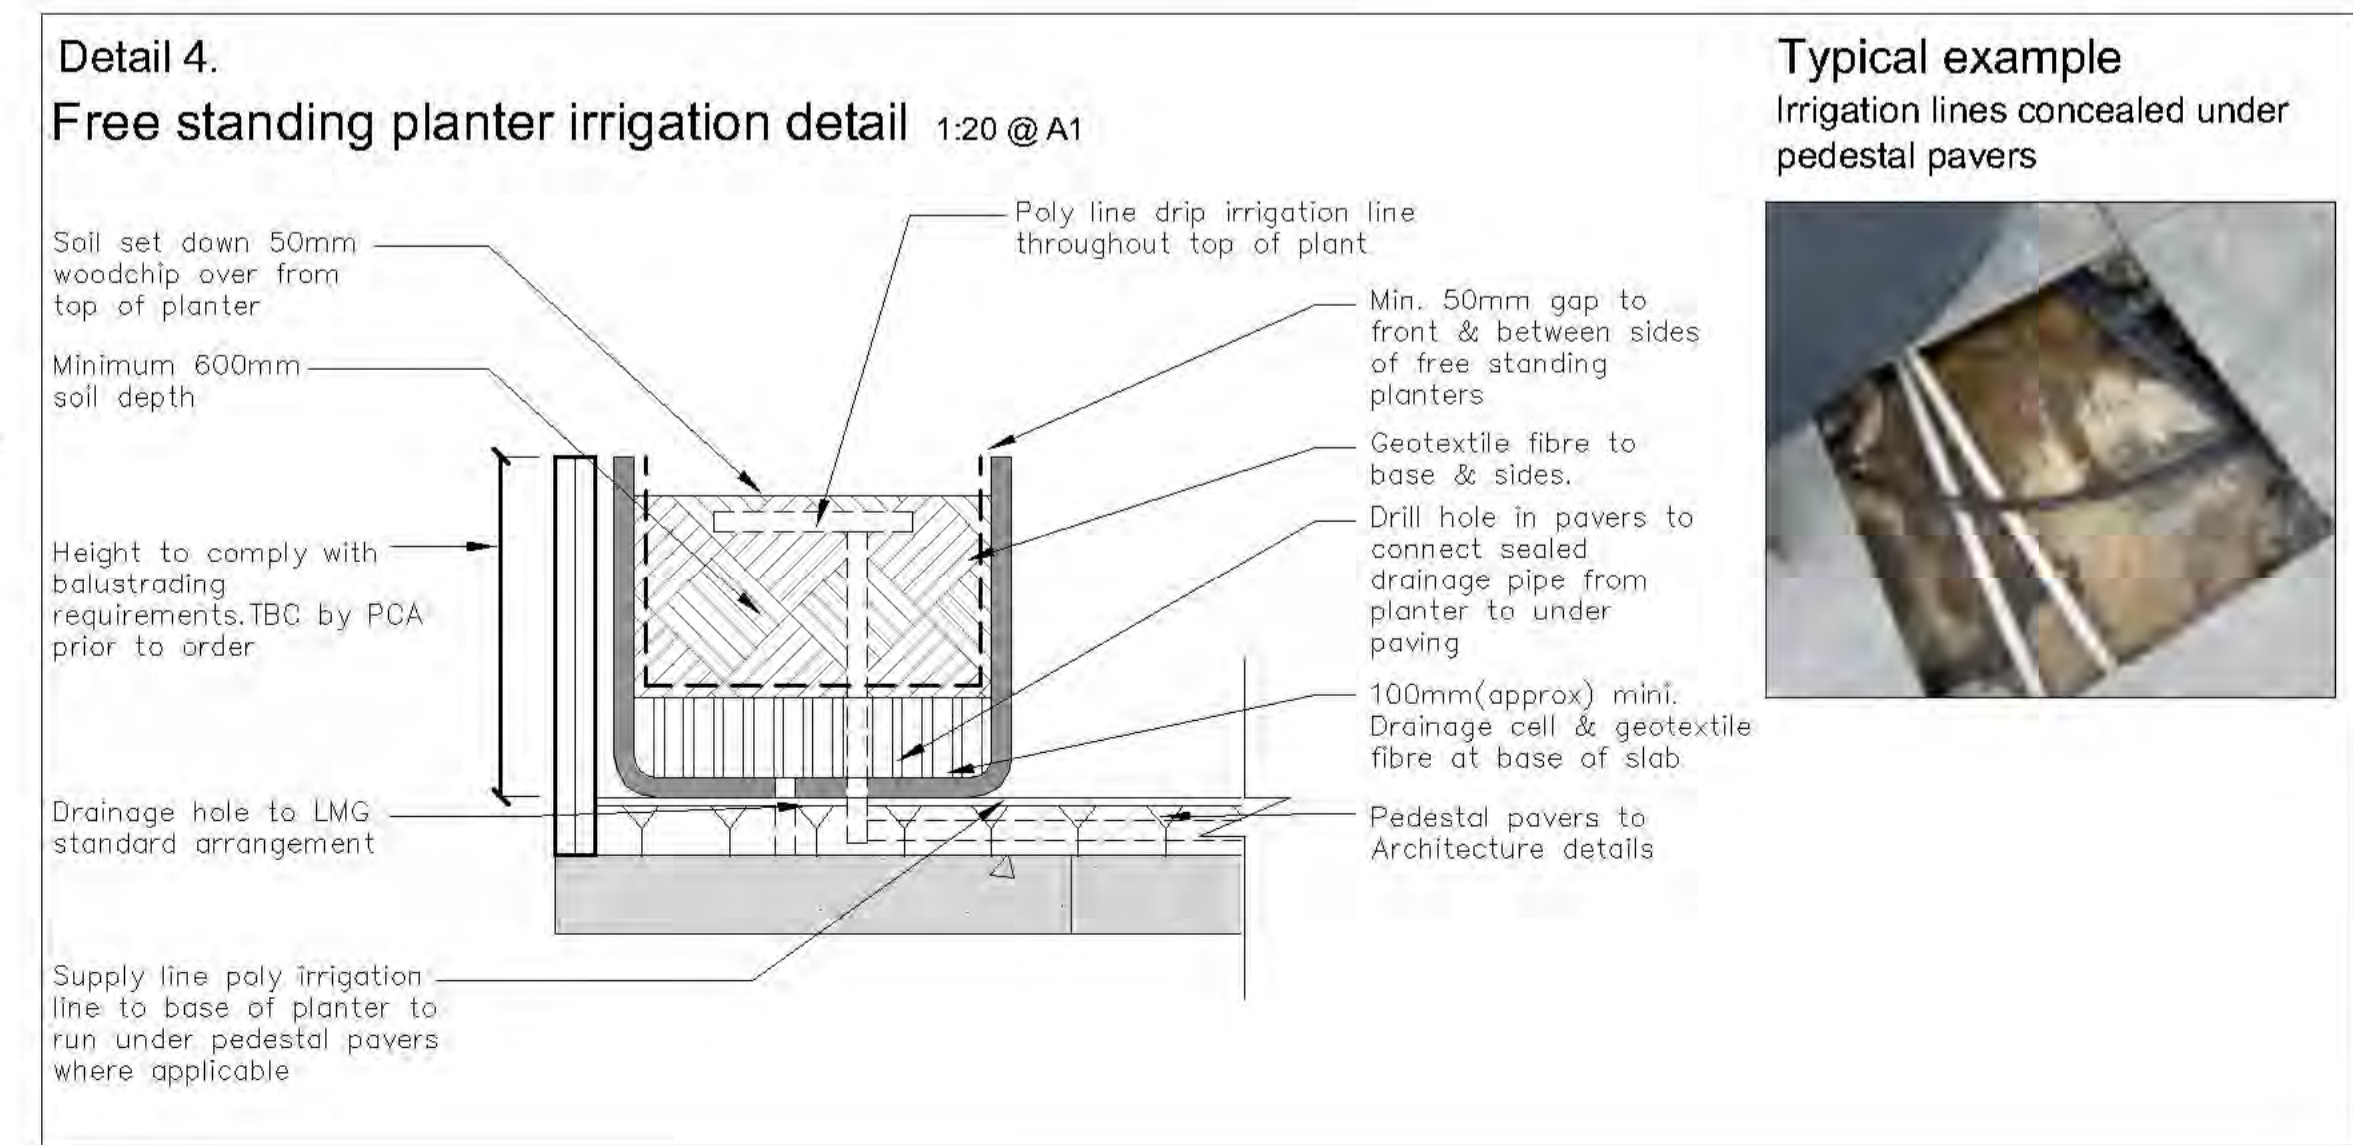 Detail 4.
Free standing planter irrigation detail 1:20 @ A1
Typical example
Irrigation lines concealed under
pedestal pavers
Soil set down 50mm
woodchip over from
top of planter
Minimum 600mm
soil depth
Height to comply with
balustrading
requirements.TBC by PCA
prior to order
Drainage hole to LMG
standard arrangement
Supply line poly irrigation
line to base of planter to
run under pedestal pavers
where applicable
Poly line drip irrigation line
throughout top of plant
Min. 50mm gap to
front & between sides
of free standing
planters
Geotextile fibre to
base & sides.
Drill hole in pavers to
connect sealed
drainage pipe from
planter to under
paving
100mm(approx) mini.
Drainage cell & geotextile
fibre at base of slab
Pedestal pavers to
Architecture details